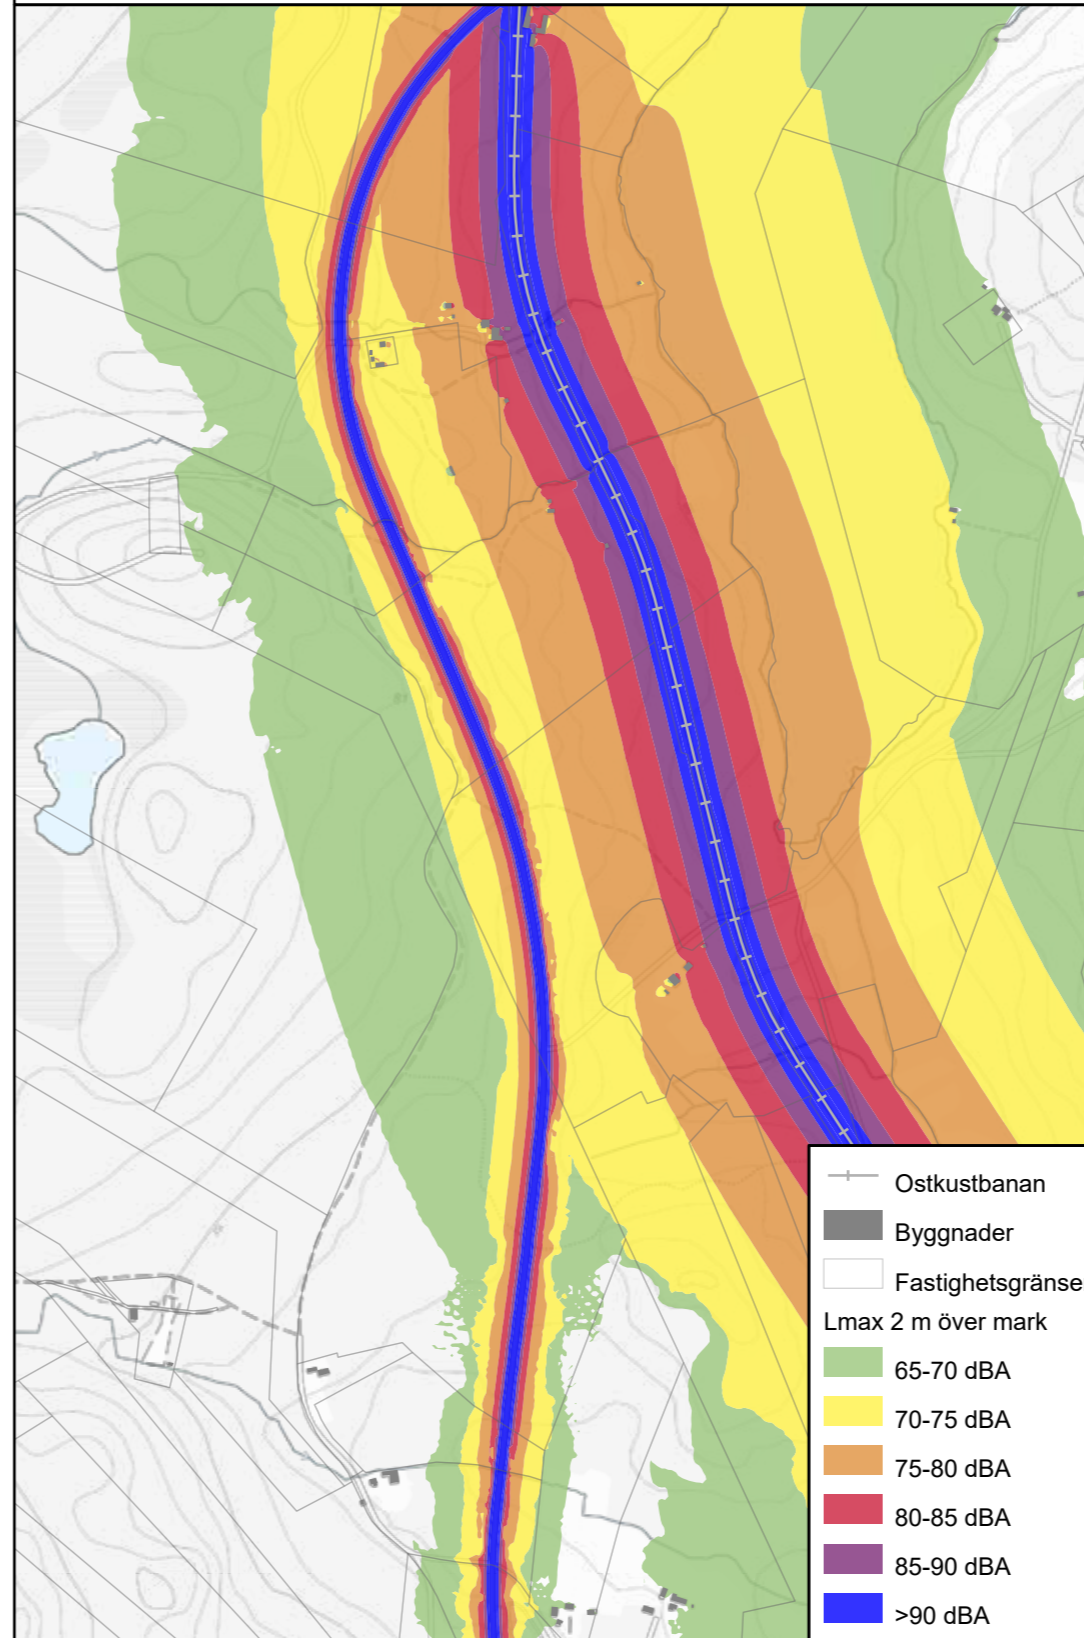 Ostkustbanan
Byggnader
Fastighetsgränse
Lmax 2 m över mark
65-70 dBA
70-75 dBA
75-80 dBA
80-85 dBA
85-90 dBA
>90 dBA